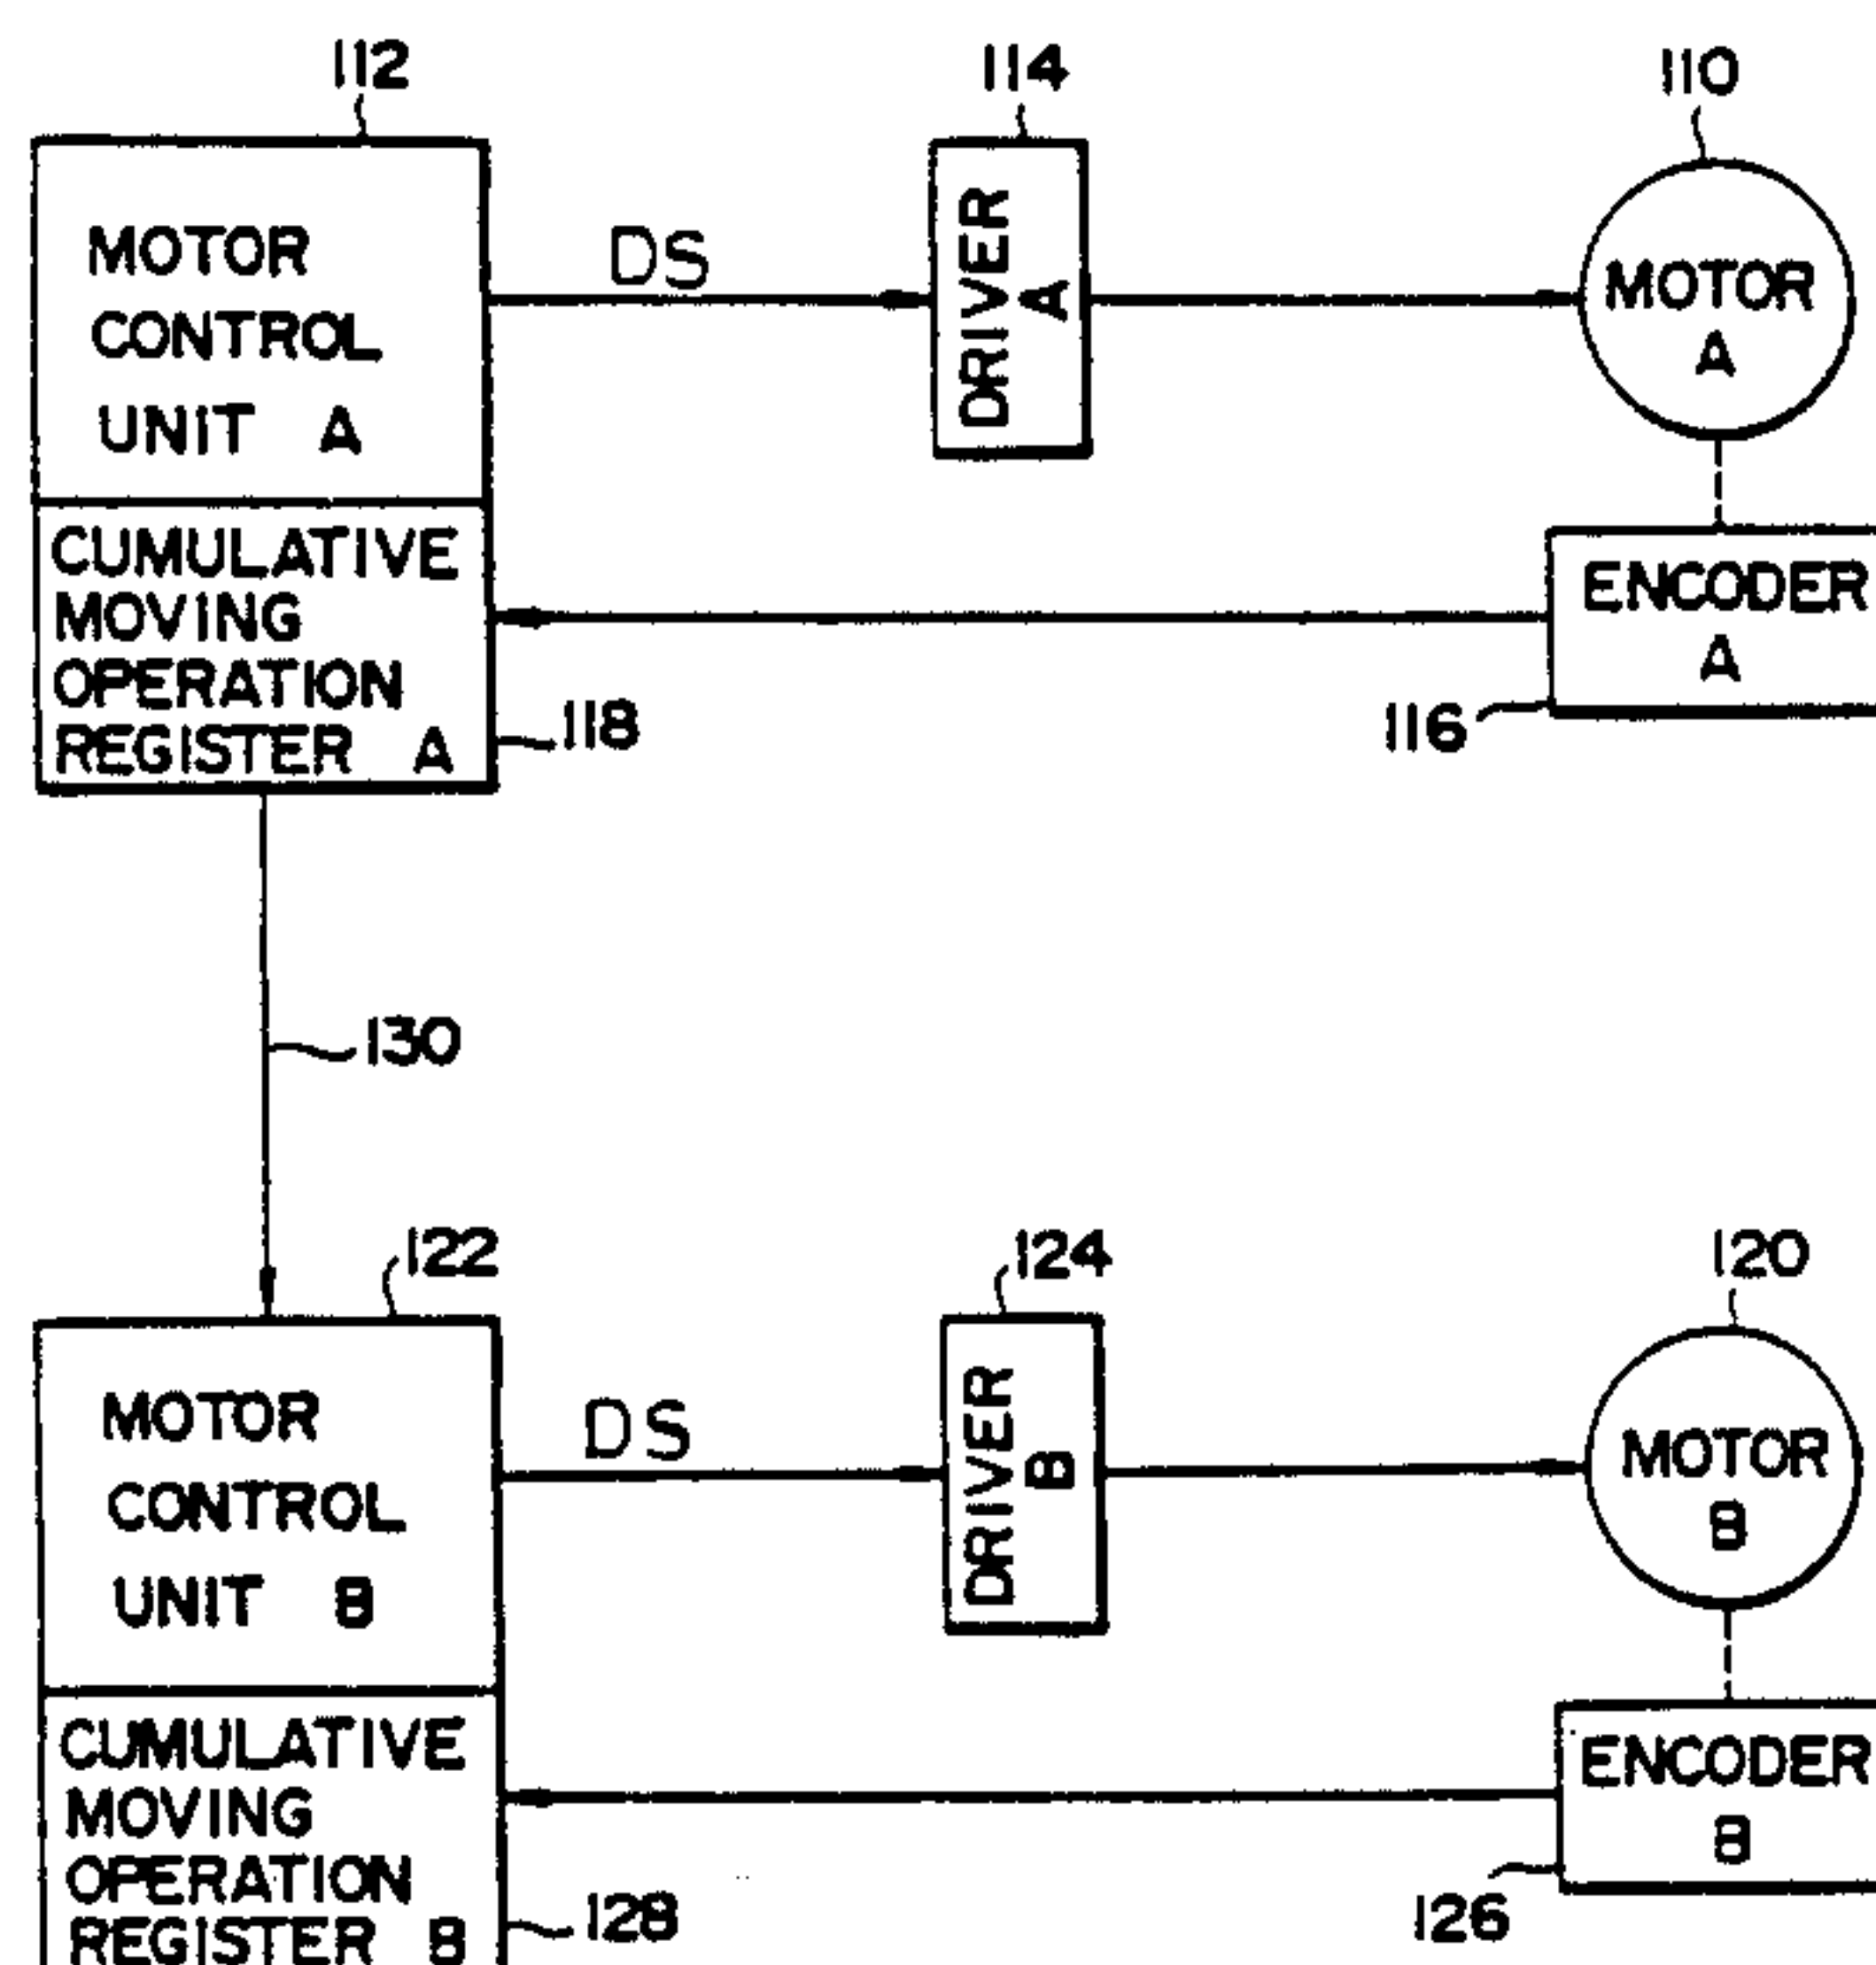 112
114
110
MOTOR
CONTROL
UNIT A
DS
DRIVER
A
MOTOR
A
CUMULATIVE
MOVING
OPERATION
REGISTER A
118
ENCODER
A
116
130
122
124
120
MOTOR
CONTROL
UNIT B
DS
DRIVER
B
MOTOR
B
CUMULATIVE
MOVING
OPERATION
REGISTER B
128
ENCODER
B
126